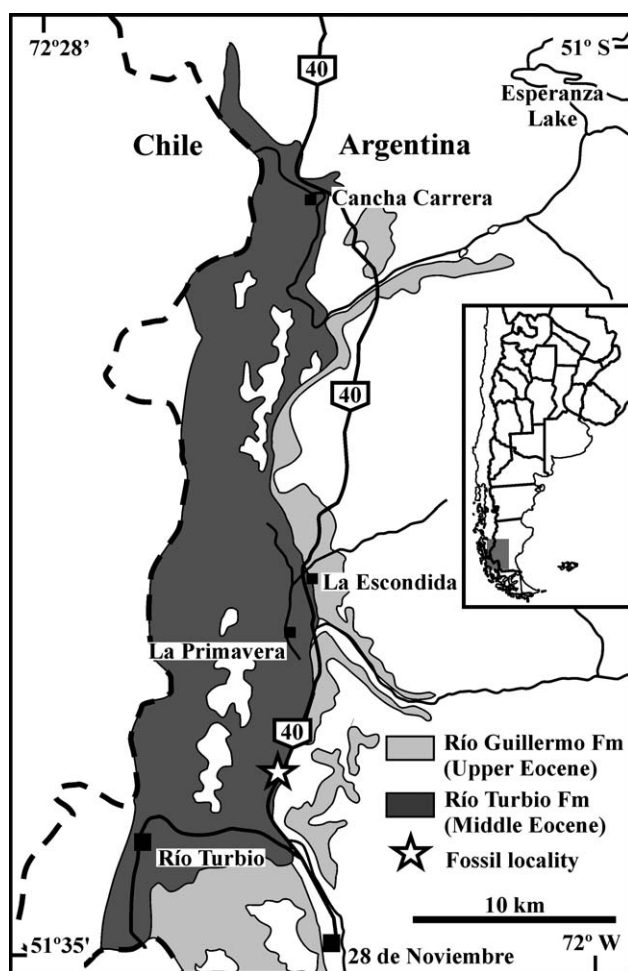 72°28'
51° S
40
Esperanza
Lake
Chile
Argentina
Cancha Carrera
40
La Escondida
La Primavera
40
Río Guillermo Fm
(Upper Eocene)
Río Turbio Fm
(Middle Eocene)
Fossil locality
Río Turbio
10 km
51°35'
28 de Noviembre
72° W